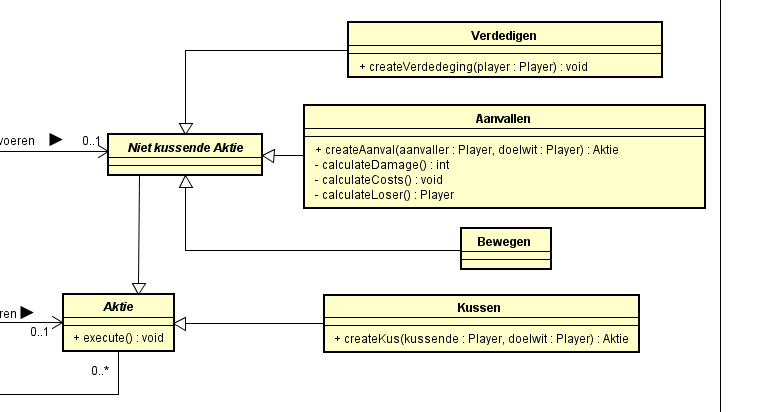 Verdedigen
+ createVerdedeging(player : Player) : void
Aanvallen
+ createAanval(aanvaller : Player, doelwit : Player) : Aktie
- calculateDamage() : int
- calculateCosts() : void
- calculateLoser() : Player
voeren
0..1
Niet kussende Aktie
Bewegen
Aktie
+ execute() : void
ren
0..1
Kussen
+ createKus(kussende : Player, doelwit : Player) : Aktie
0..*